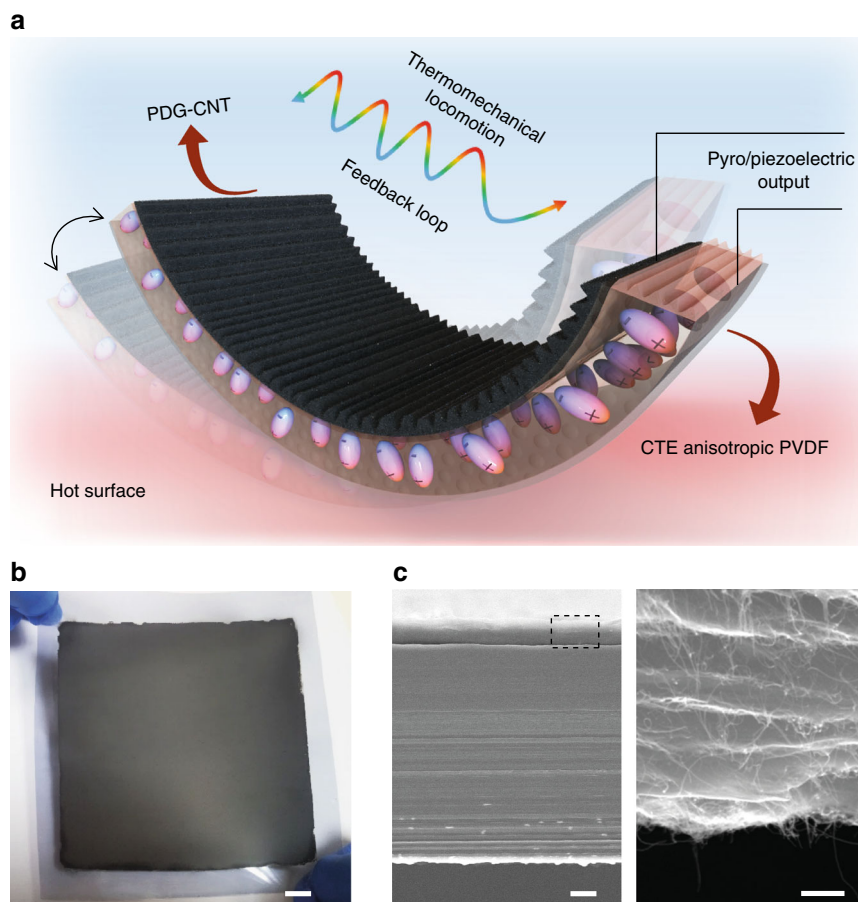 a
Thermomechanical
locomotion
PDG-CNT
Feedback loop
Pyro/piezoelectric
output
CTE anisotropic PVDF
Hot surface
b
c